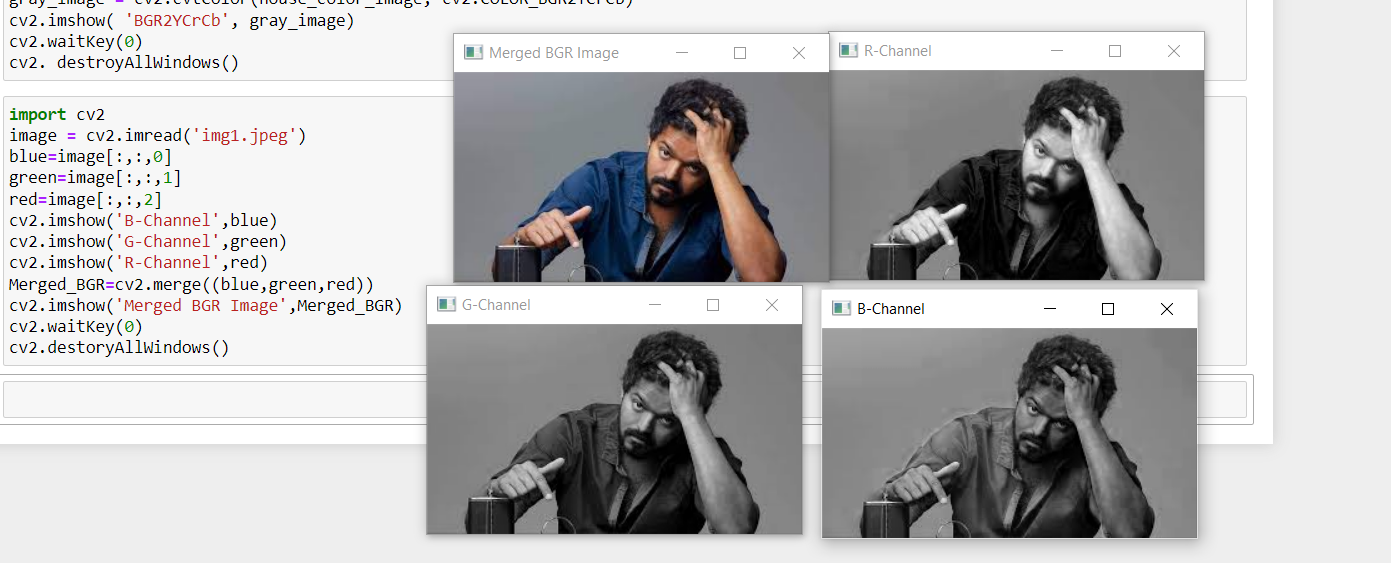 gray_image = cv2.cvtColor(house_color_image, cv2.COLOR_BGR2YCrCb)
cv2.imshow( 'BGR2YCrCb', gray_image)
cv2.waitKey(0)
cv2. destroyAllWindows()
import cv2
image = cv2.imread('img1.jpeg')
blue=image[:,:,0]
green=image[:,:,1]
red=image[:,:,2]
cv2.imshow('B-Channel',blue)
cv2.imshow('G-Channel',green)
cv2.imshow('R-Channel',red)
Merged_BGR=cv2.merge((blue,green,red))
cv2.imshow('Merged BGR Image',Merged_BGR)
cv2.waitKey(0)
cv2.destoryAllWindows()
Merged BGR Image
R-Channel
G-Channel
B-Channel